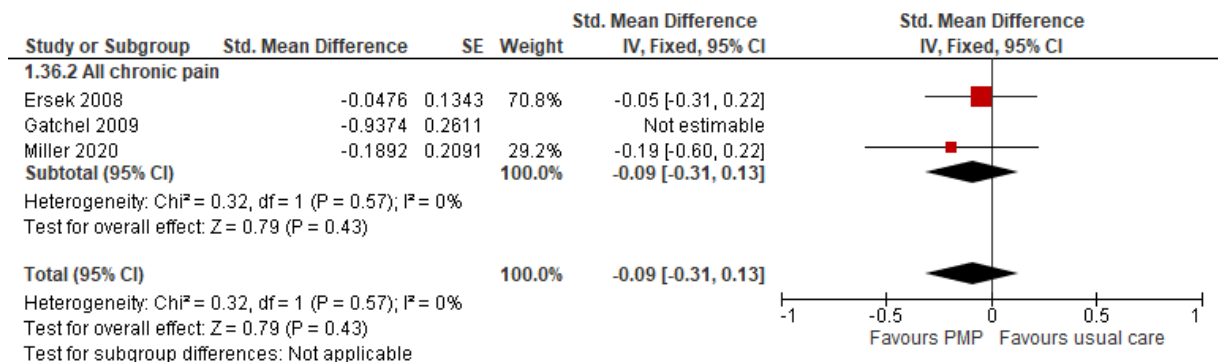 Std. Mean Difference Std. Mean Difference
Study or Subgroup Std. Mean Difference SE Weight IV, Fixed, 95% CI IV, Fixed, 95% CI
1.36.2 All chronic pain
Ersek 2008 -0.0476 0.1343 70.8% -0.05 [-0.31, 0.22]
Gatchel 2009 -0.9374 0.2611 Not estimable
Miller 2020 -0.1892 0.2091 29.2% -0.19 [-0.60, 0.22]
Subtotal (95% CI) 100.0% -0.09 [-0.31, 0.13]
Heterogeneity: Chi² = 0.32, df = 1 (P = 0.57); I² = 0%
Test for overall effect: Z = 0.79 (P = 0.43)
Total (95% CI) 100.0% -0.09 [-0.31, 0.13]
Heterogeneity: Chi² = 0.32, df = 1 (P = 0.57); I² = 0%
Test for overall effect: Z = 0.79 (P = 0.43)
Test for subgroup differences: Not applicable
-1 -0.5 0 0.5 1
Favours PMP Favours usual care